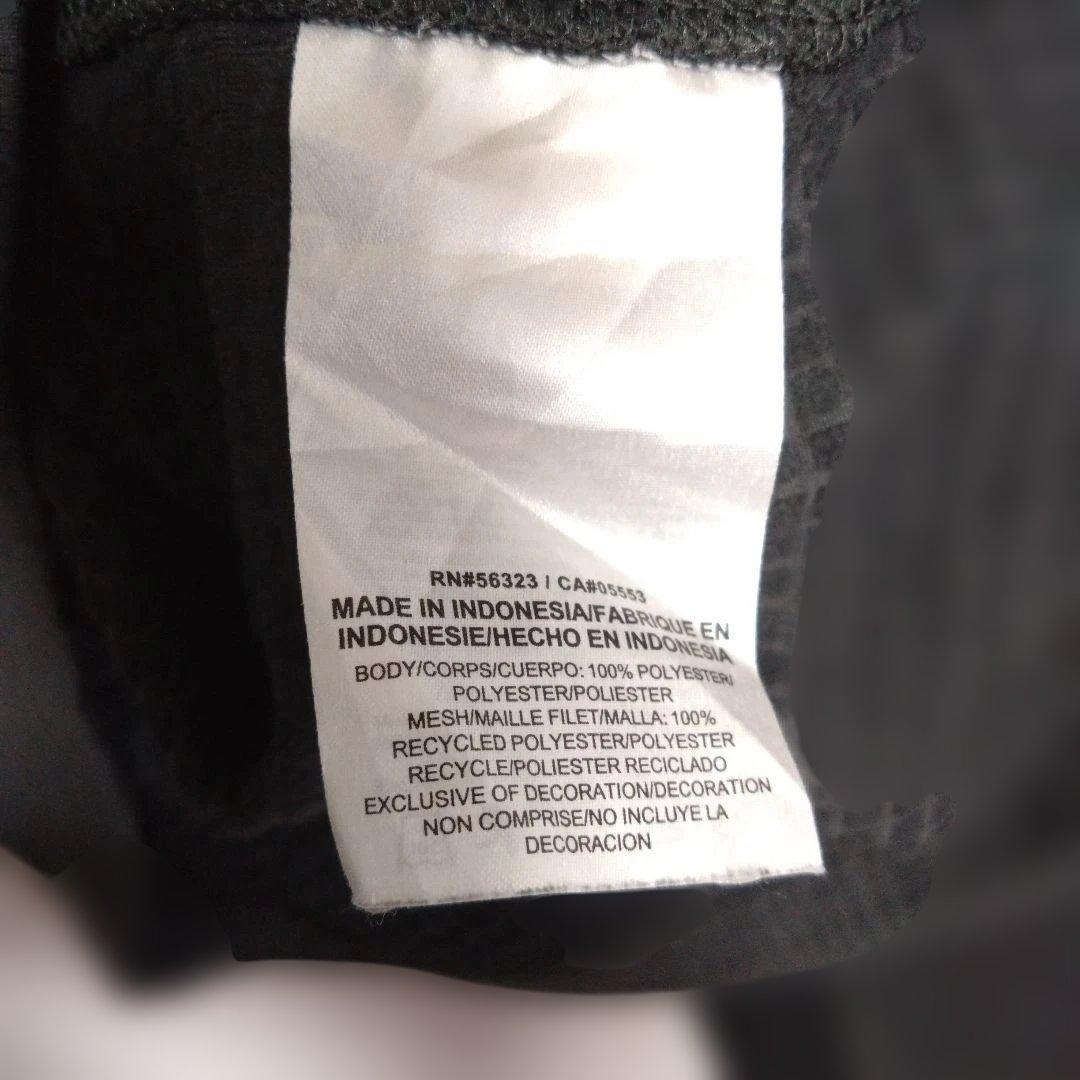 RN#56323 | CA#05553
MADE IN INDONESIA/FABRIQUE EN
INDONESIE/HECHO EN INDONESIA
BODY/CORPS/CUERPO: 100% POLYESTER/
POLYESTER/POLIESTER
MESH/MAILLE FILET/MALLA: 100%
RECYCLED POLYESTER/POLYESTER
RECYCLE/POLIESTER RECICLADO
EXCLUSIVE OF DECORATION/DECORATION
NON COMPRISE/NO INCLUYE LA
DECORACION